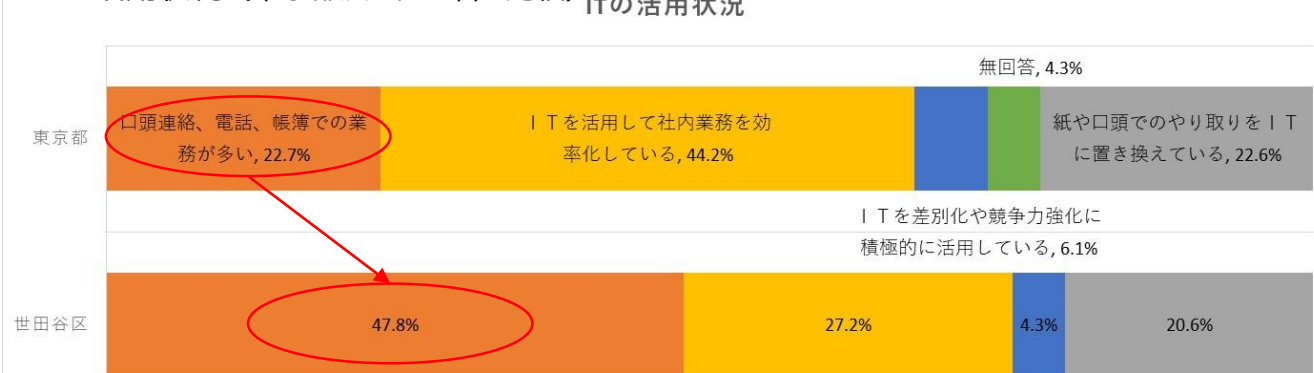 ITの活用状況
無回答, 4.3%
東京都
口頭連絡、電話、帳簿での業
務が多い, 22.7%
ITを活用して社内業務を効
率化している, 44.2%
紙や口頭でのやり取りをIT
に置き換えている, 22.6%
ITを差別化や競争力強化に
積極的に活用している, 6.1%
世田谷区
47.8%
27.2%
4.3%
20.6%